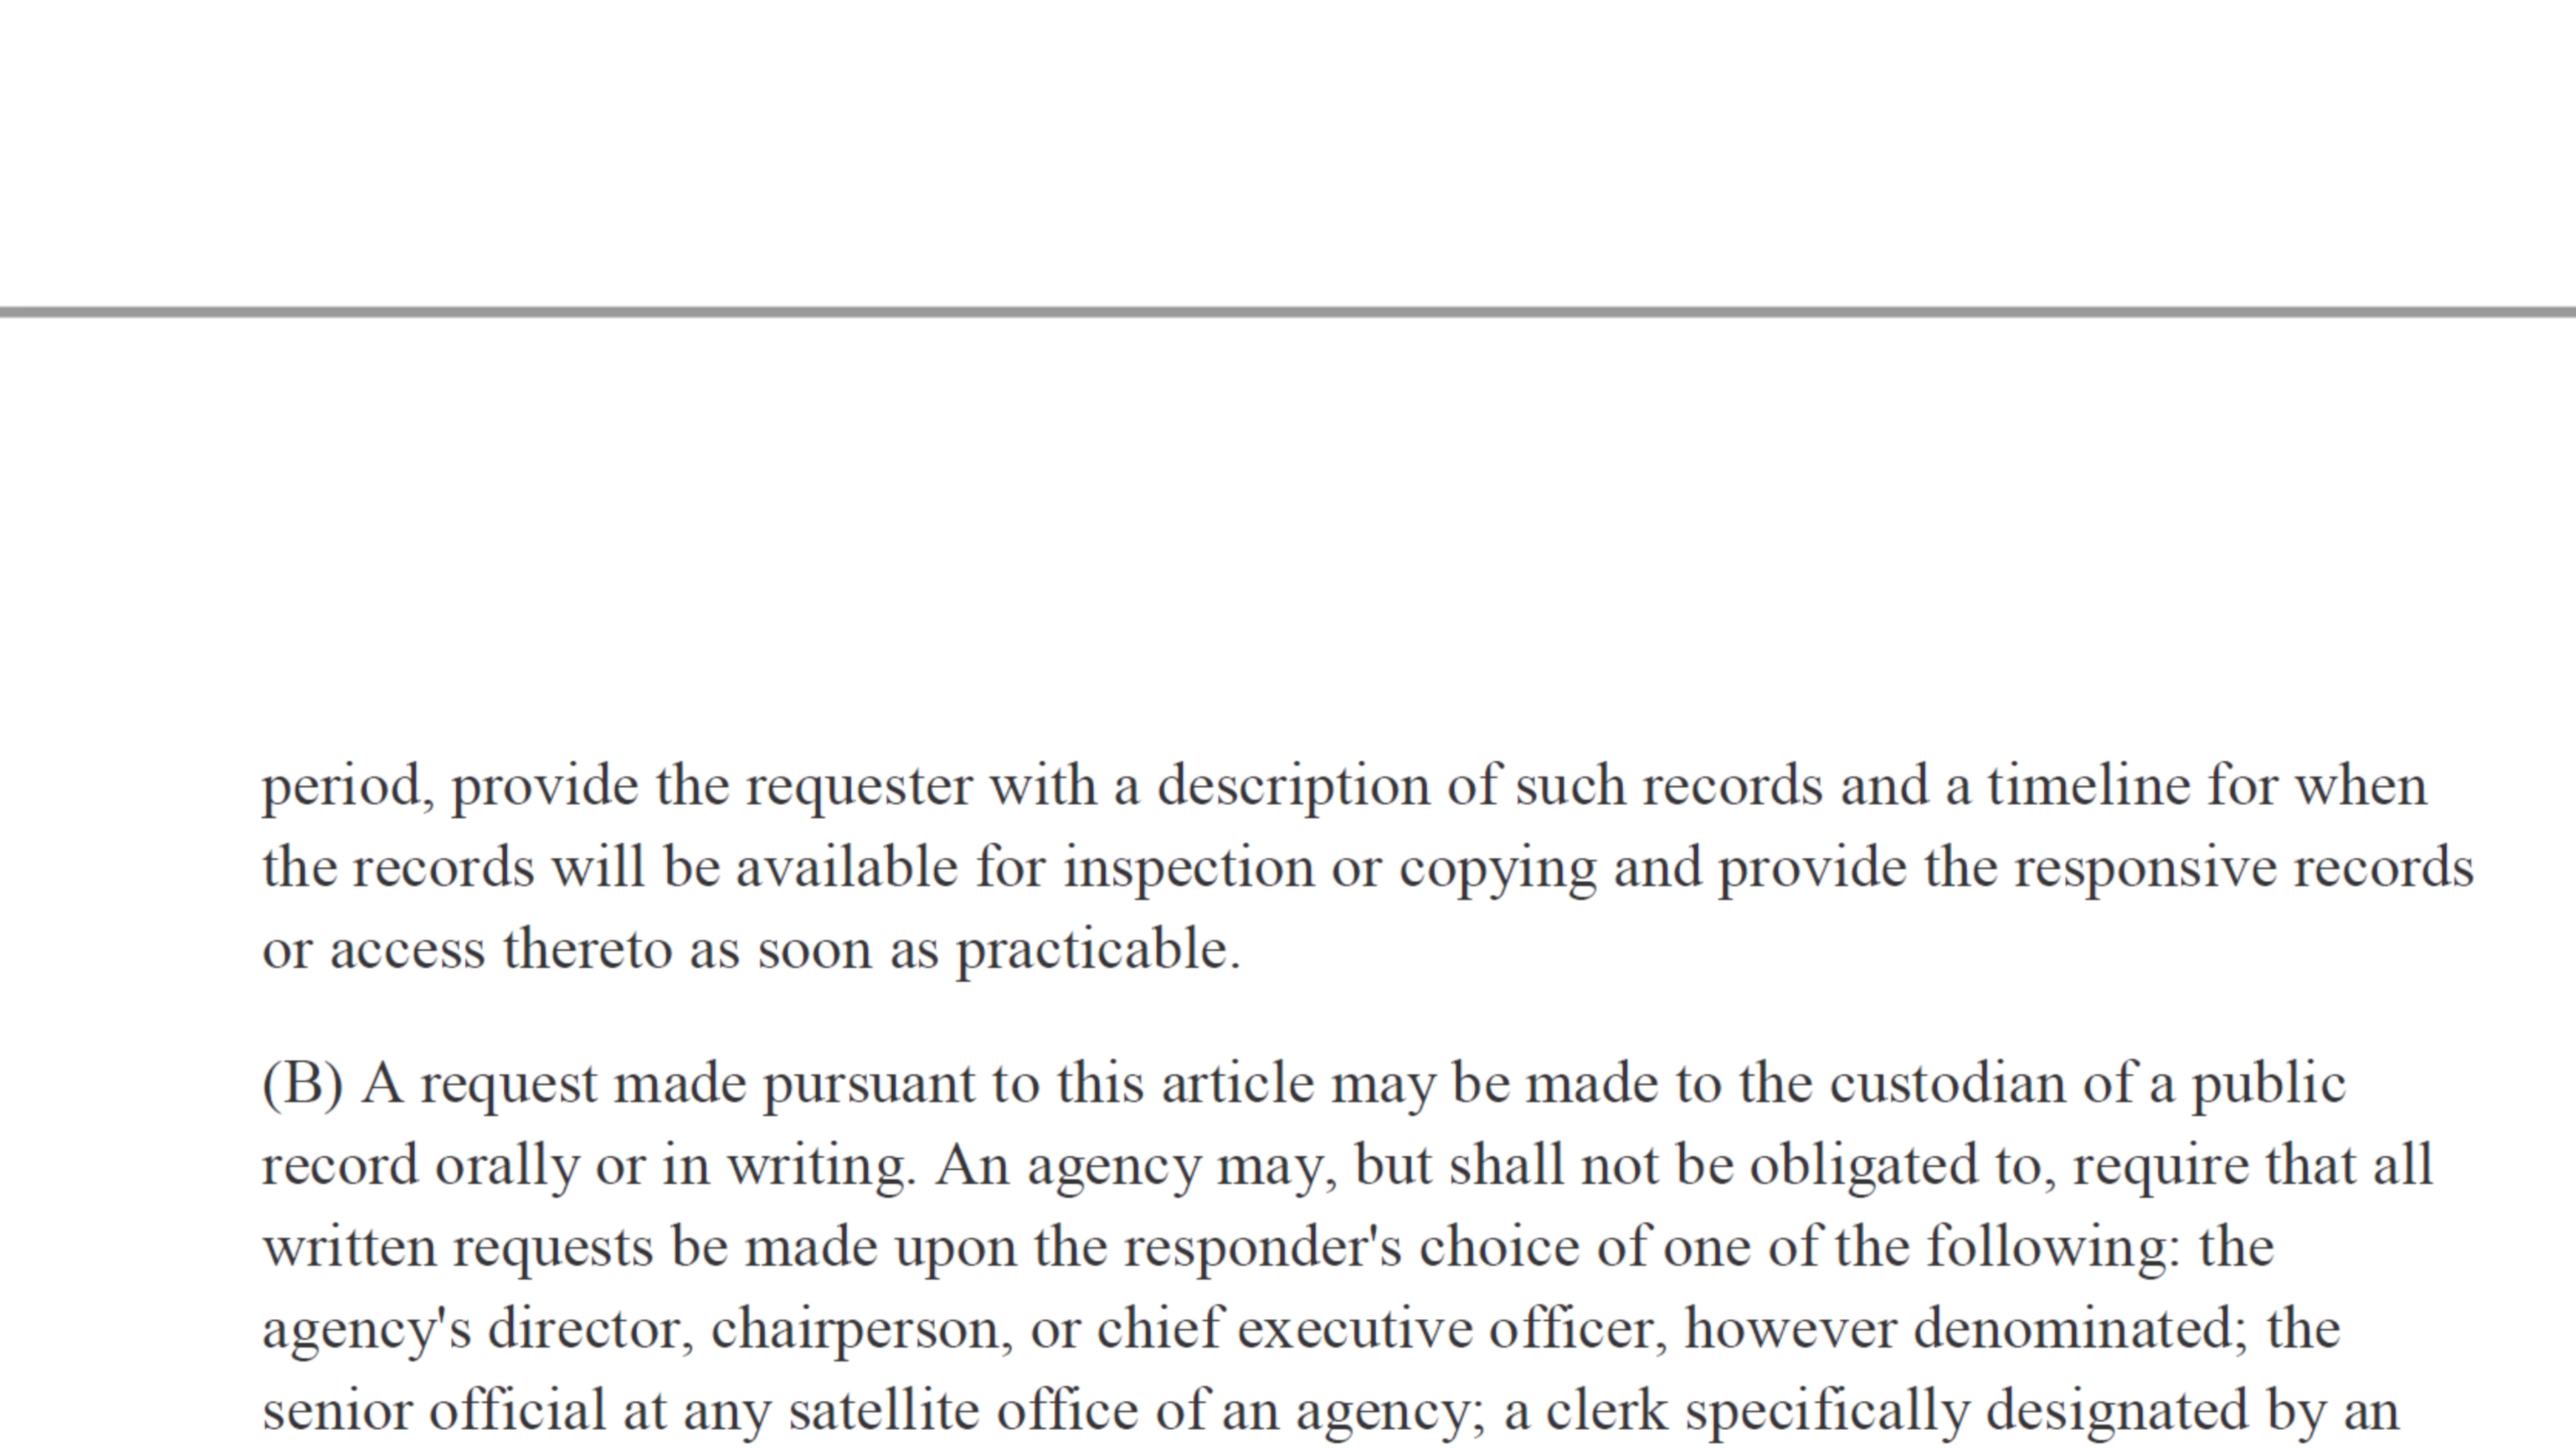 period, provide the requester with a description of such records and a timeline for when
the records will be available for inspection or copying and provide the responsive records
or access thereto as soon as practicable.
(B) A request made pursuant to this article may be made to the custodian of a public
record orally or in writing. An agency may, but shall not be obligated to, require that all
written requests be made upon the responder's choice of one of the following: the
agency's director, chairperson, or chief executive officer, however denominated; the
senior official at any satellite office of an agency; a clerk specifically designated by an